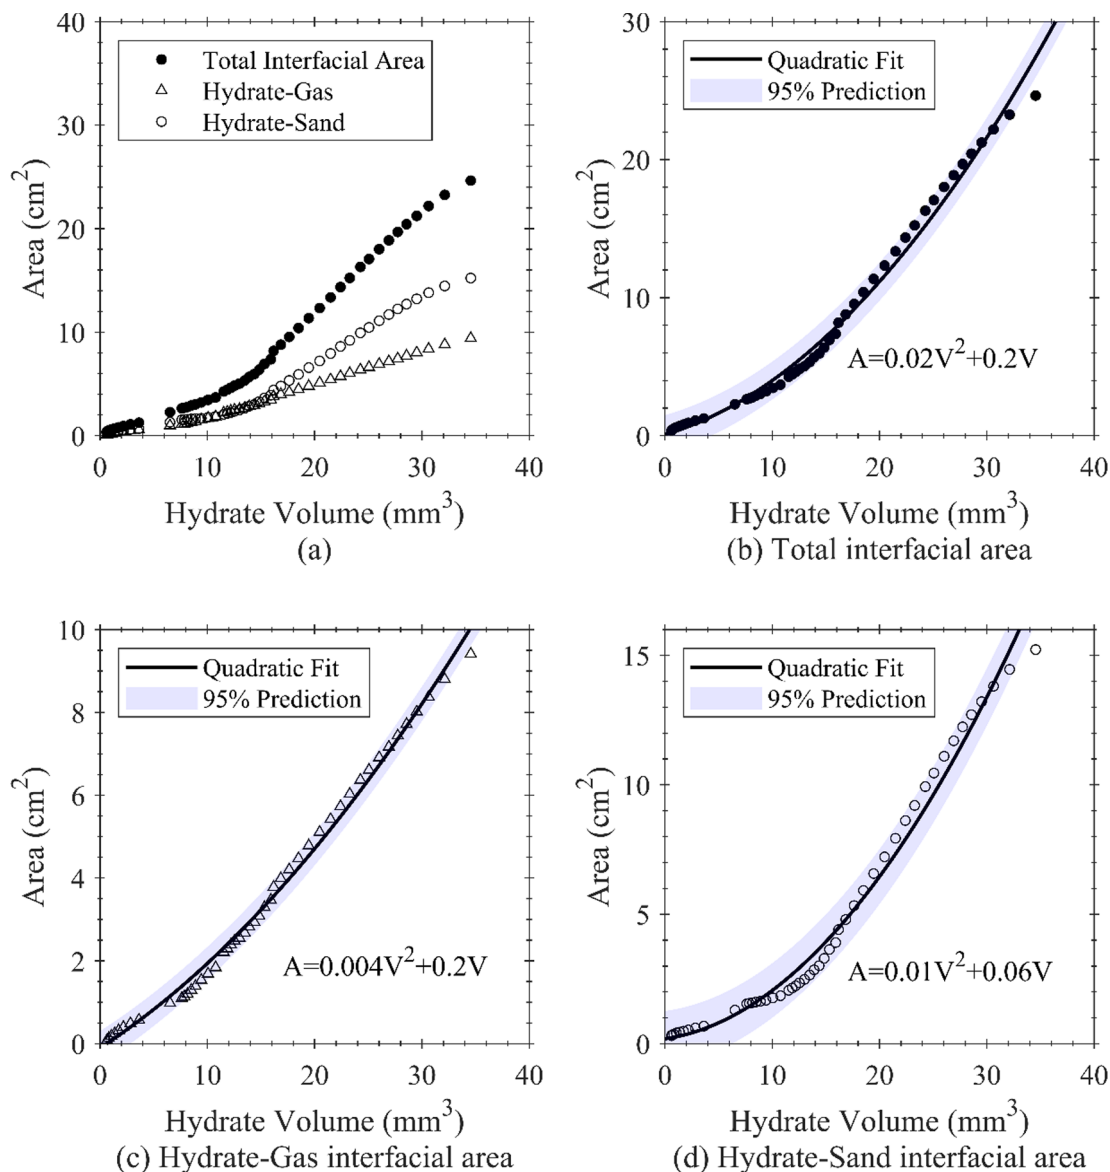 40
30
20
10
0
Area (cm²)
Total Interfacial Area
Hydrate-Gas
Hydrate-Sand
0 10 20 30 40
Hydrate Volume (mm³)
(a)
30
20
10
0
Area (cm²)
Quadratic Fit
95% Prediction
A=0.02V²+0.2V
0 10 20 30 40
Hydrate Volume (mm³)
(b) Total interfacial area
10
8
6
4
2
0
Area (cm²)
Quadratic Fit
95% Prediction
A=0.004V²+0.2V
0 10 20 30 40
Hydrate Volume (mm³)
(c) Hydrate-Gas interfacial area
15
10
5
0
Area (cm²)
Quadratic Fit
95% Prediction
A=0.01V²+0.06V
0 10 20 30 40
Hydrate Volume (mm³)
(d) Hydrate-Sand interfacial area